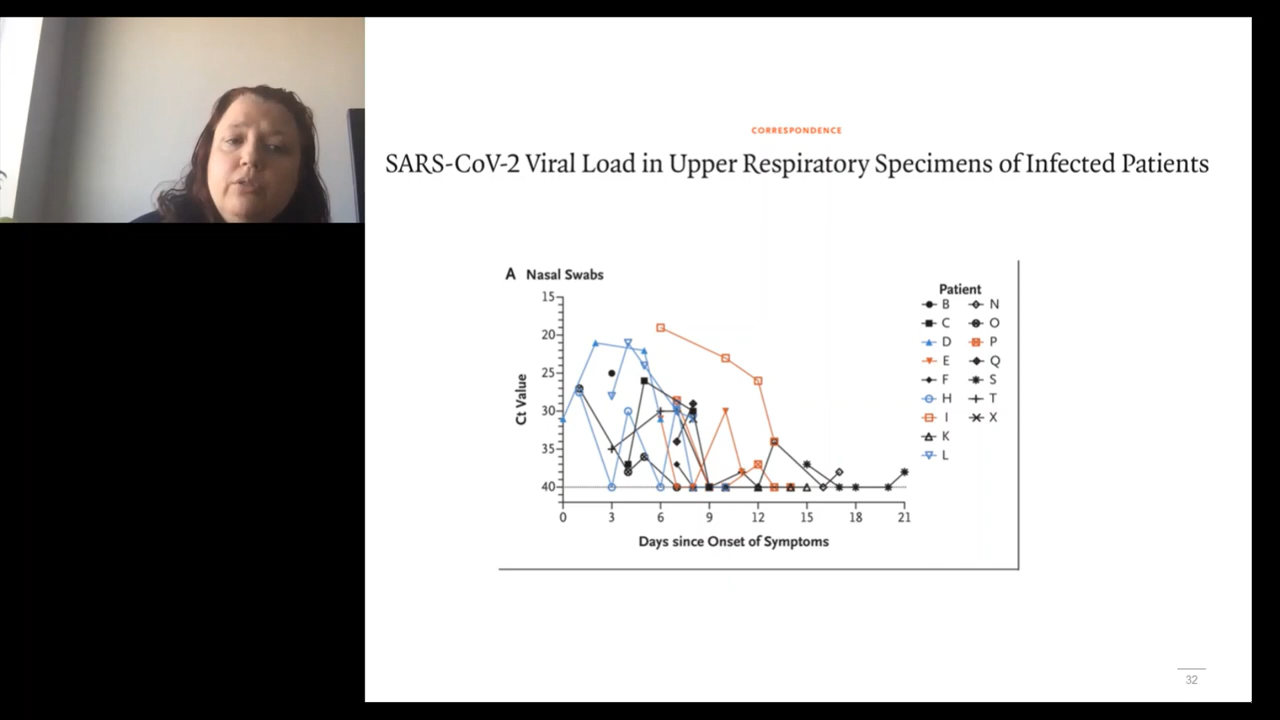 CORRESPONDENCE
SARS-CoV-2 Viral Load in Upper Respiratory Specimens of Infected Patients
A Nasal Swabs
Ct Value
15
20
25
30
35
40
0 3 6 9 12 15 18 21
Days since Onset of Symptoms
Patient
B N
C O
D P
E Q
F S
H T
I X
K
L
32